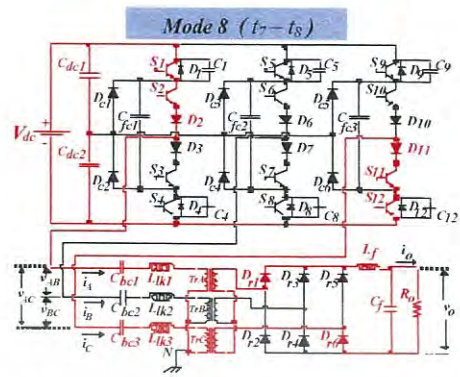 Mode 8 (t7–t8)
S1 D1 C1 S5 D5 C5 S9 D9 C9
Cdc1 S2 S6 S10
Dc1 Cfc1 D2 Dc3 Cfc2 D6 Dc5 Cfc3 D10
Vdc + -
D3 D7 D11
Cdc2 Dc2 S3 Dc4 S7 Dc6 S11
S4 D4 C4 S8 D8 C8 S12 D12 C12
Lf io
vAB iA Cbc1 Llk1 TrA Dr1 Dr3 Dr5
vAC vBC iB Cbc2 Llk2 TrB Cf Ro vo
iC Cbc3 Llk3 TrC Dr2 Dr4 Dr6
N